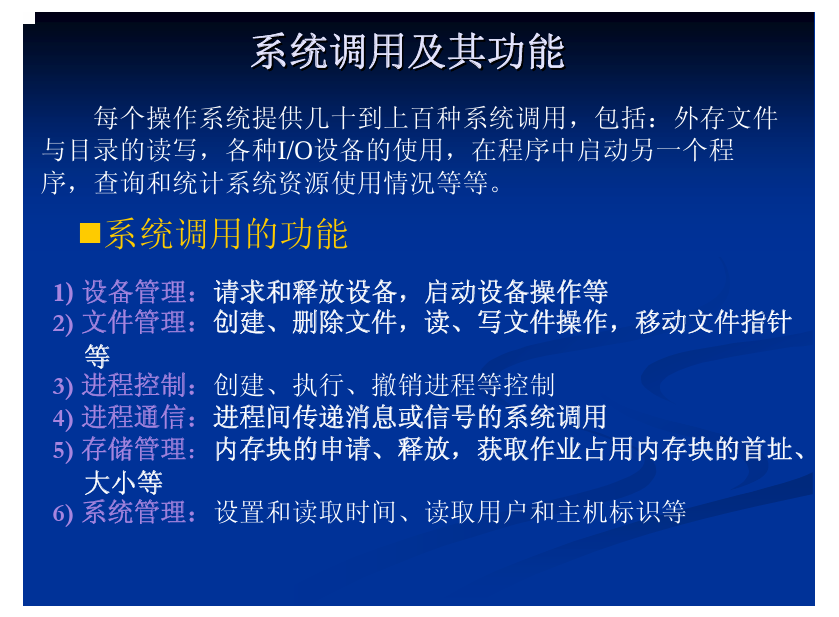 系统调用及其功能
每个操作系统提供几十到上百种系统调用，包括：外存文件
与目录的读写，各种I/O设备的使用，在程序中启动另一个程
序，查询和统计系统资源使用情况等等。
系统调用的功能
1) 设备管理：请求和释放设备，启动设备操作等
2) 文件管理：创建、删除文件，读、写文件操作，移动文件指针
等
3) 进程控制：创建、执行、撤销进程等控制
4) 进程通信：进程间传递消息或信号的系统调用
5) 存储管理：内存块的申请、释放，获取作业占用内存块的首址、
大小等
6) 系统管理：设置和读取时间、读取用户和主机标识等